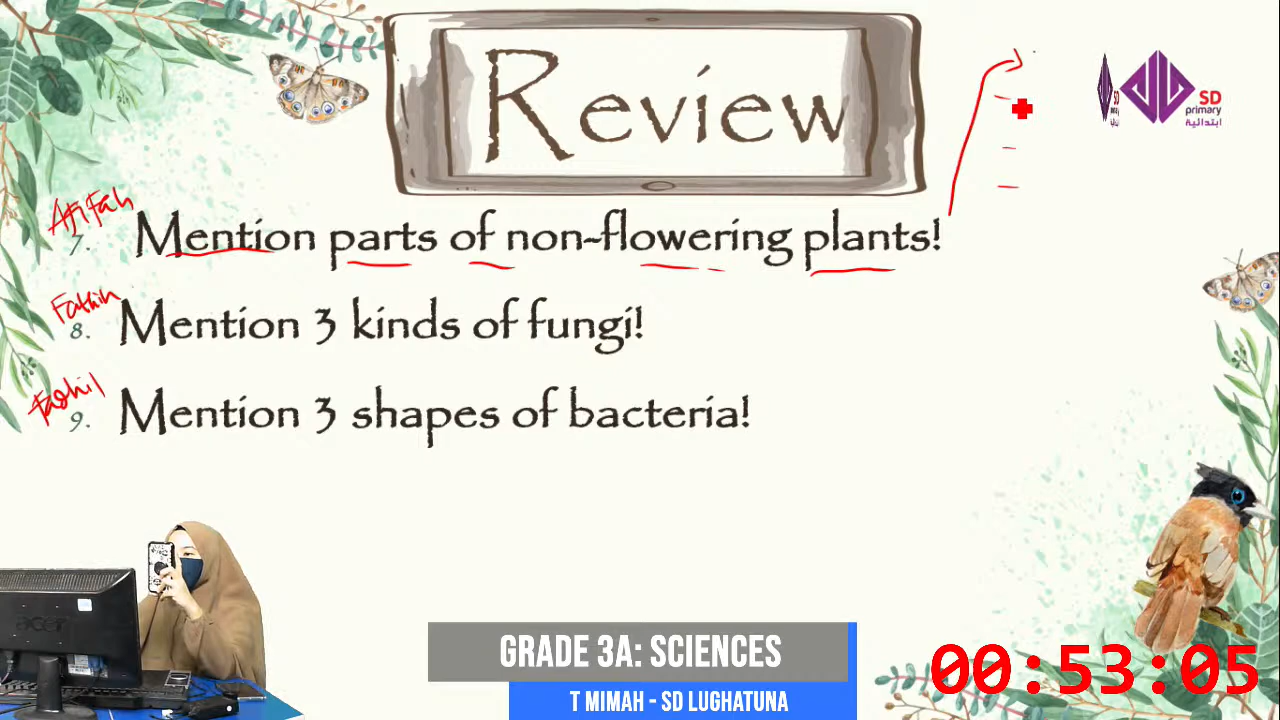 Review
SD
primary
ابتدائية
Afifah
7. Mention parts of non-flowering plants!
Fathin
8. Mention 3 kinds of fungi!
9. Mention 3 shapes of bacteria!
acer
GRADE 3A: SCIENCES
T MIMAH - SD LUGHATUNA
00:53:05